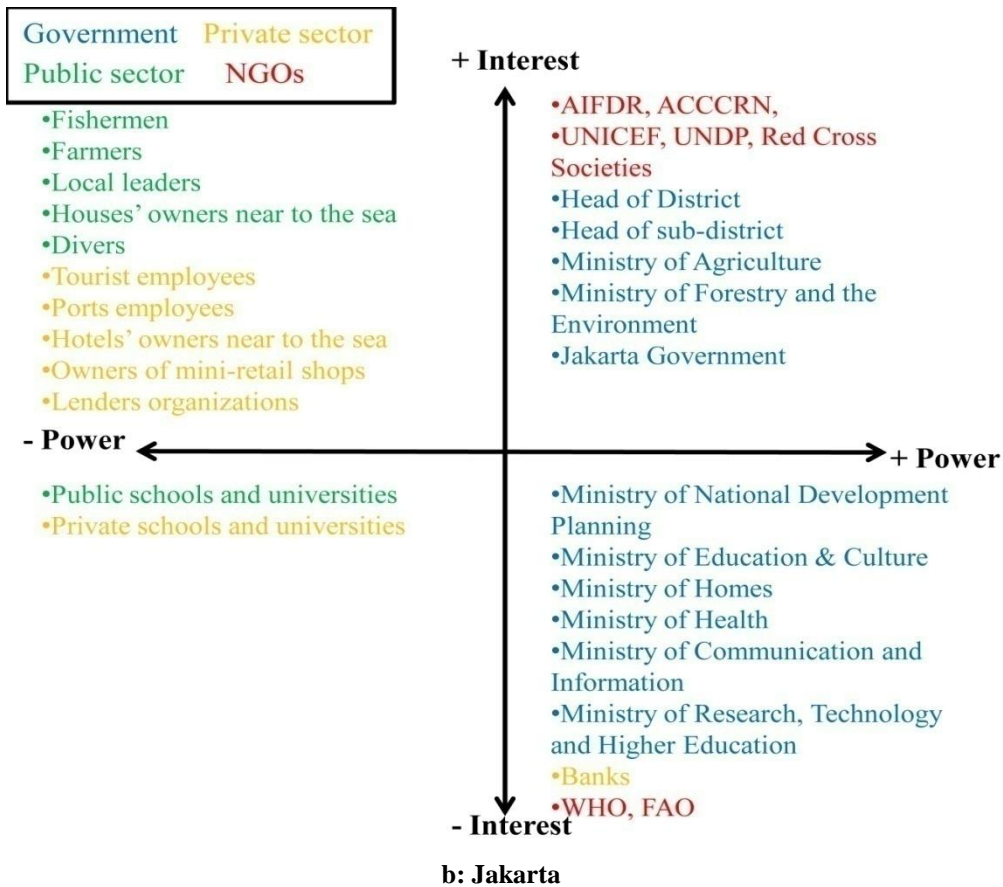 Government Private sector
Public sector NGOs
+ Interest
•Fishermen
•Farmers
•Local leaders
•Houses’ owners near to the sea
•Divers
•Tourist employees
•Ports employees
•Hotels’ owners near to the sea
•Owners of mini-retail shops
•Lenders organizations
•AIFDR, ACCCRN,
•UNICEF, UNDP, Red Cross
Societies
•Head of District
•Head of sub-district
•Ministry of Agriculture
•Ministry of Forestry and the
Environment
•Jakarta Government
- Power
+ Power
•Public schools and universities
•Private schools and universities
•Ministry of National Development
Planning
•Ministry of Education & Culture
•Ministry of Homes
•Ministry of Health
•Ministry of Communication and
Information
•Ministry of Research, Technology
and Higher Education
•Banks
•WHO, FAO
- Interest
b: Jakarta